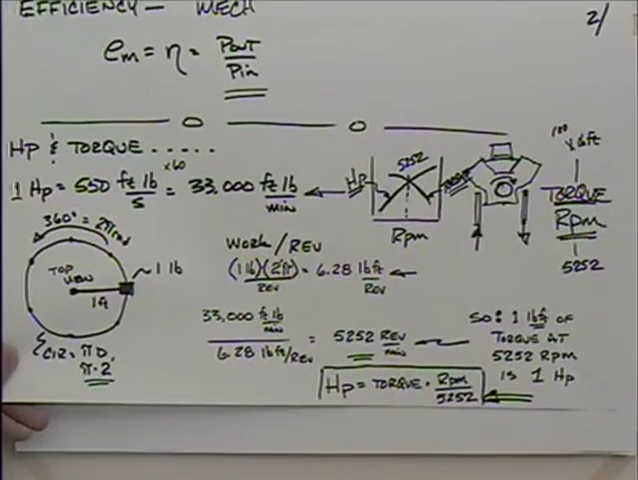 EFFICIENCY – MECH
2/
em = η = Pout/Pin
Hp & TORQUE . . . . .
x60
1 Hp = 550 ft lb/s = 33,000 ft lb/min
HP
5252
TORQUE
Rpm
x 6ft
TORQUE
Rpm
5252
360° = 2π rad
TOP VIEW
1 ft
~ 1 lb
CIR = πD,
π·2
WORK/REV
(1 lb)(2π)/REV = 6.28 lb ft/REV
33,000 ft lb/min / 6.28 lb ft/REV = 5252 REV/min
SO: 1 lb ft OF
TORQUE AT
5252 RPM
IS 1 Hp
Hp = TORQUE · Rpm/5252